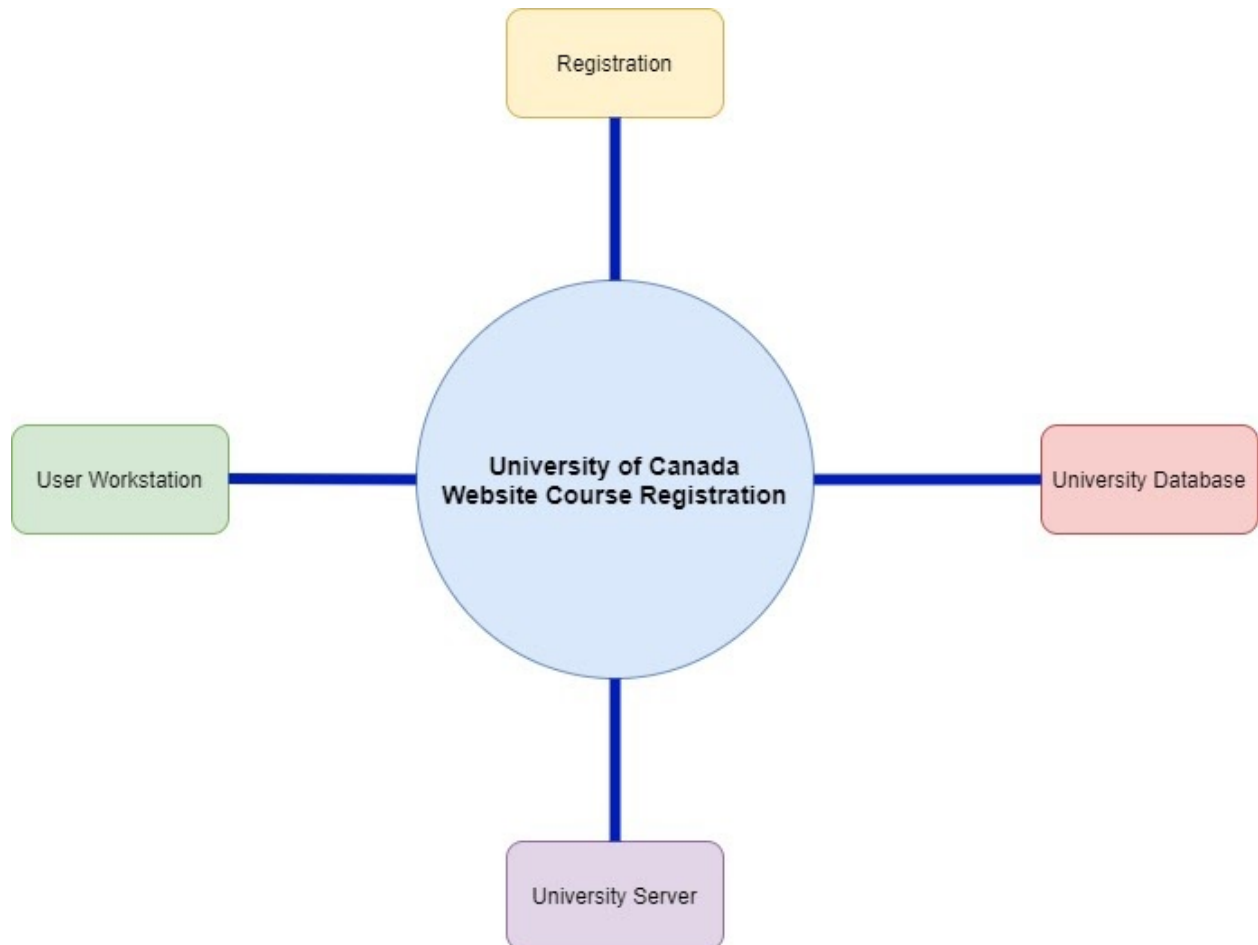 Registration
User Workstation
University of Canada
Website Course Registration
University Database
University Server